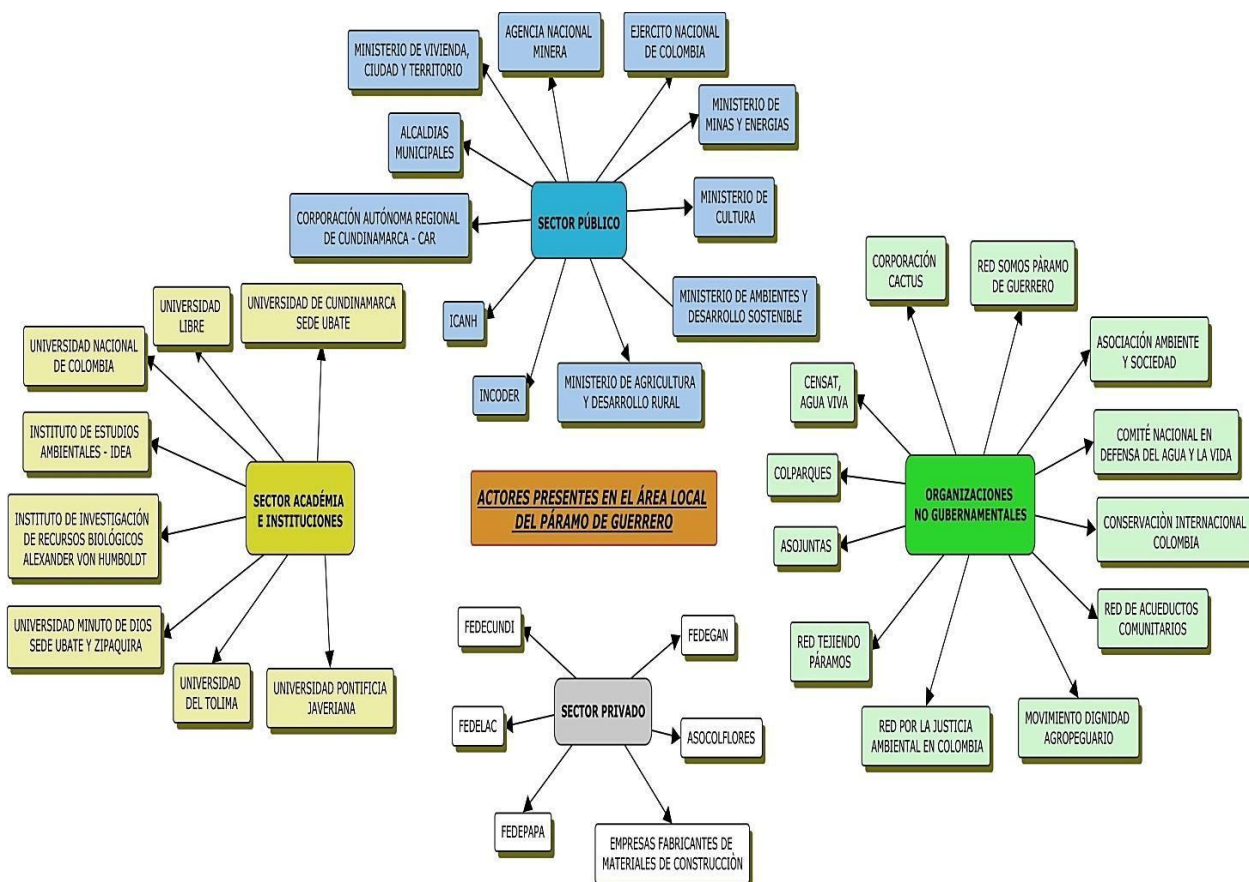 AGENCIA NACIONAL
MINERA
EJERCITO NACIONAL
DE COLOMBIA
MINISTERIO DE VIVIENDA,
CIUDAD Y TERRITORIO
MINISTERIO DE
MINAS Y ENERGIAS
ALCALDIAS
MUNICIPALES
SECTOR PÚBLICO
MINISTERIO DE
CULTURA
CORPORACIÓN AUTÓNOMA REGIONAL
DE CUNDINAMARCA - CAR
MINISTERIO DE AMBIENTES Y
DESARROLLO SOSTENIBLE
ICANH
INCODER
MINISTERIO DE AGRICULTURA
Y DESARROLLO RURAL
UNIVERSIDAD
LIBRE
UNIVERSIDAD DE CUNDINAMARCA
SEDE UBATE
UNIVERSIDAD NACIONAL
DE COLOMBIA
INSTITUTO DE ESTUDIOS
AMBIENTALES - IDEA
SECTOR ACADÉMIA
E INSTITUCIONES
INSTITUTO DE INVESTIGACIÓN
DE RECURSOS BIOLÓGICOS
ALEXANDER VON HUMBOLDT
UNIVERSIDAD MINUTO DE DIOS
SEDE UBATE Y ZIPAQUIRA
UNIVERSIDAD
DEL TOLIMA
UNIVERSIDAD PONTIFICIA
JAVERIANA
ACTORES PRESENTES EN EL ÁREA LOCAL
DEL PÁRAMO DE GUERRERO
CORPORACIÓN
CACTUS
RED SOMOS PÀRAMO
DE GUERRERO
ASOCIACIÓN AMBIENTE
Y SOCIEDAD
CENSAT,
AGUA VIVA
COMITÉ NACIONAL EN
DEFENSA DEL AGUA Y LA VIDA
COLPARQUES
ORGANIZACIONES
NO GUBERNAMENTALES
CONSERVACIÒN INTERNACIONAL
COLOMBIA
ASOJUNTAS
RED DE ACUEDUCTOS
COMUNITARIOS
RED TEJIENDO
PÁRAMOS
RED POR LA JUSTICIA
AMBIENTAL EN COLOMBIA
MOVIMIENTO DIGNIDAD
AGROPEGUARIO
FEDECUNDI
FEDEGAN
SECTOR PRIVADO
FEDELAC
ASOCOLFLORES
FEDEPAPA
EMPRESAS FABRICANTES DE
MATERIALES DE CONSTRUCCIÒN